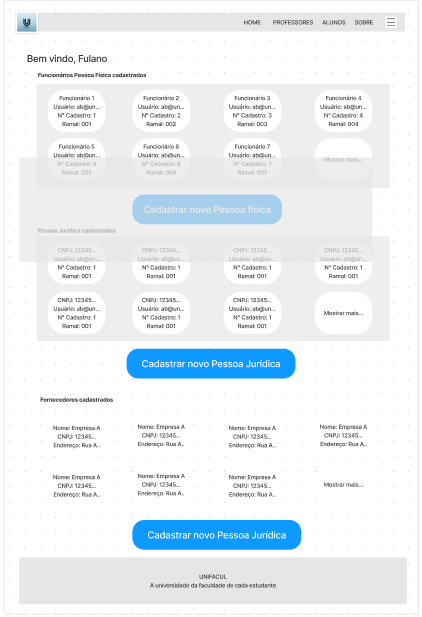 HOME PROFESSORES ALUNOS SOBRE
Bem vindo, Fulano
Funcionários Pessoa Física cadastrados
Funcionário 1 Funcionário 2 Funcionário 3 Funcionário 4
Usuário: ab@un... Usuário: ab@un... Usuário: ab@un... Usuário: ab@un...
Nº Cadastro: 1 Nº Cadastro: 2 Nº Cadastro: 3 Nº Cadastro: 4
Ramal: 001 Ramal: 002 Ramal: 003 Ramal: 004
Funcionário 5 Funcionário 6 Funcionário 7
Usuário: ab@un... Usuário: ab@un... Usuário: ab@un... Mostrar mais...
Nº Cadastro: 5 Nº Cadastro: 6 Nº Cadastro: 7
Ramal: 005 Ramal: 006 Ramal: 007
Cadastrar novo Pessoa física
Pessoa Jurídica cadastrados
CNPJ: 12345... CNPJ: 12345... CNPJ: 12345... CNPJ: 12345...
Usuário: ab@un... Usuário: ab@un... Usuário: ab@un... Usuário: ab@un...
Nº Cadastro: 1 Nº Cadastro: 1 Nº Cadastro: 1 Nº Cadastro: 1
Ramal: 001 Ramal: 001 Ramal: 001 Ramal: 001
CNPJ: 12345... CNPJ: 12345... CNPJ: 12345...
Usuário: ab@un... Usuário: ab@un... Usuário: ab@un... Mostrar mais...
Nº Cadastro: 1 Nº Cadastro: 1 Nº Cadastro: 1
Ramal: 001 Ramal: 001 Ramal: 001
Cadastrar novo Pessoa Jurídica
Fornecedores cadastrados
Nome: Empresa A Nome: Empresa A Nome: Empresa A Nome: Empresa A
CNPJ: 12345... CNPJ: 12345... CNPJ: 12345... CNPJ: 12345...
Endereço: Rua A.. Endereço: Rua A.. Endereço: Rua A.. Endereço: Rua A..
Nome: Empresa A Nome: Empresa A Nome: Empresa A
CNPJ: 12345... CNPJ: 12345... CNPJ: 12345... Mostrar mais...
Endereço: Rua A.. Endereço: Rua A.. Endereço: Rua A..
Cadastrar novo Pessoa Jurídica
UNIFACUL
A universidade da faculdade de cada estudante